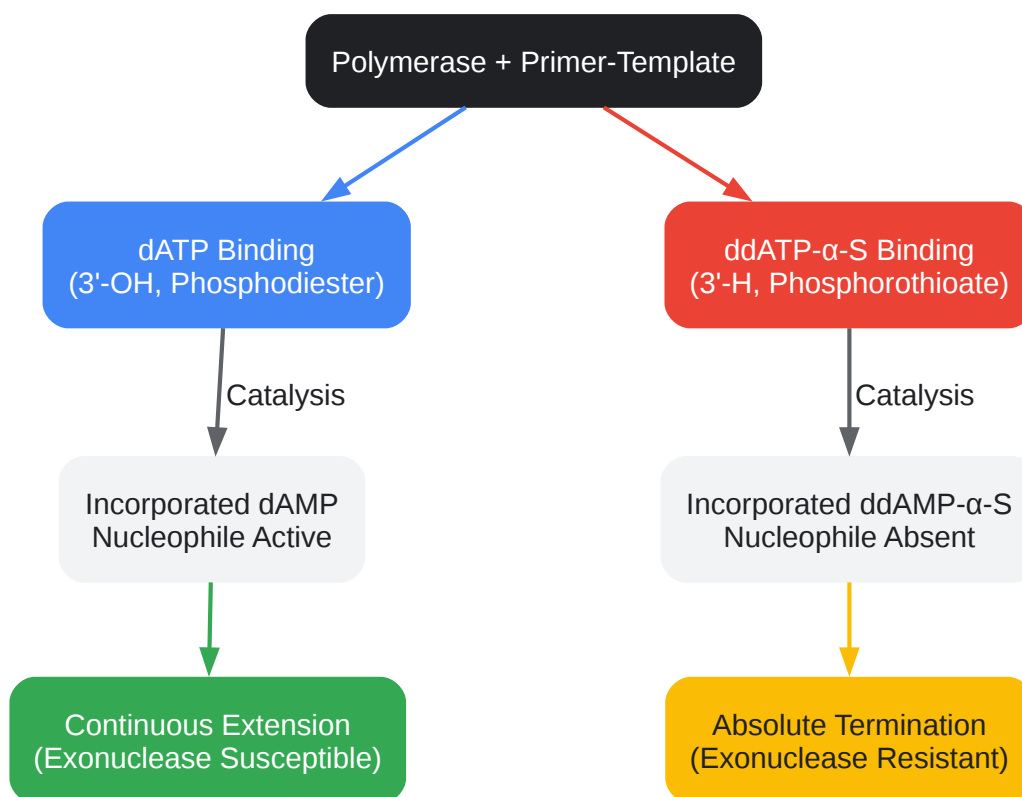 Polymerase + Primer-Template
dATP Binding
(3'-OH, Phosphodiester)
ddATP-α-S Binding
(3'-H, Phosphorothioate)
Catalysis
Catalysis
Incorporated dAMP
Nucleophile Active
Incorporated ddAMP-α-S
Nucleophile Absent
Continuous Extension
(Exonuclease Susceptible)
Absolute Termination
(Exonuclease Resistant)